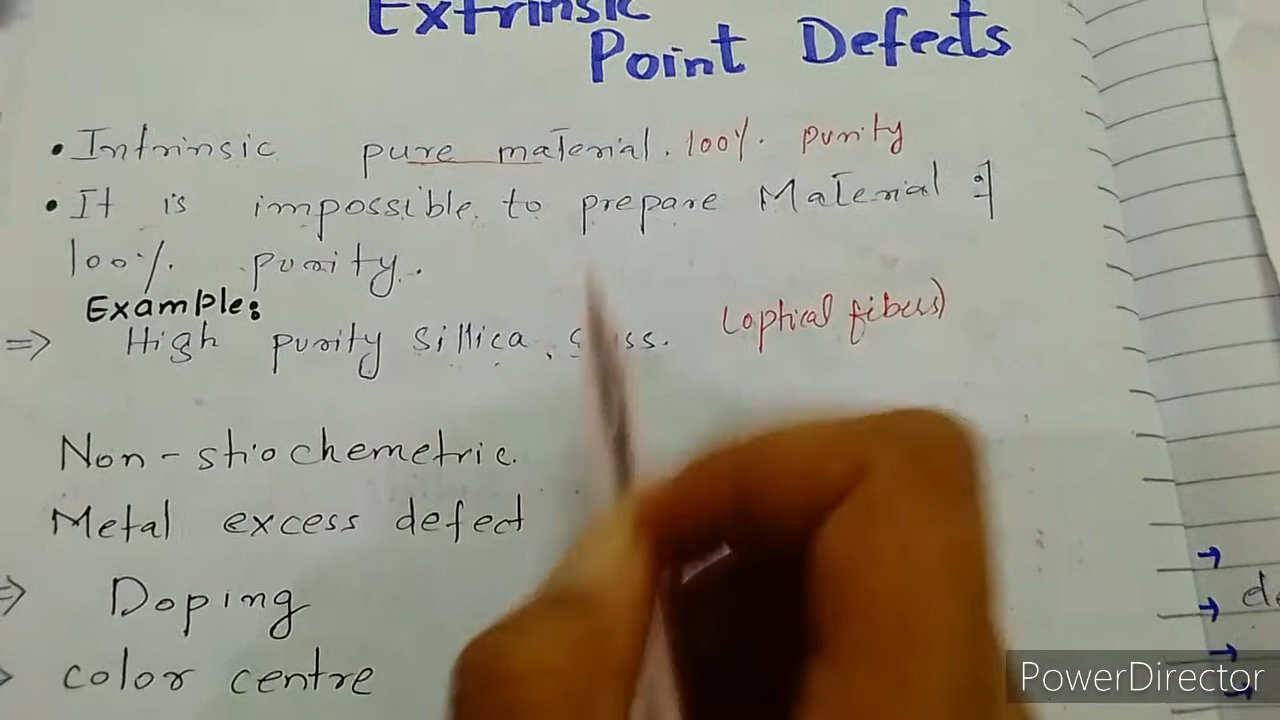 Extrinsic
Point Defects
• Intrinsic pure material. 100%. purity
• It is impossible to prepare Material of
100%. purity.
Example:
⇒ High purity Sillica.
(optical fibers)
Non-stiochemetric.
Metal excess defect
⇒ Doping
color centre
→
→
→
→
PowerDirector